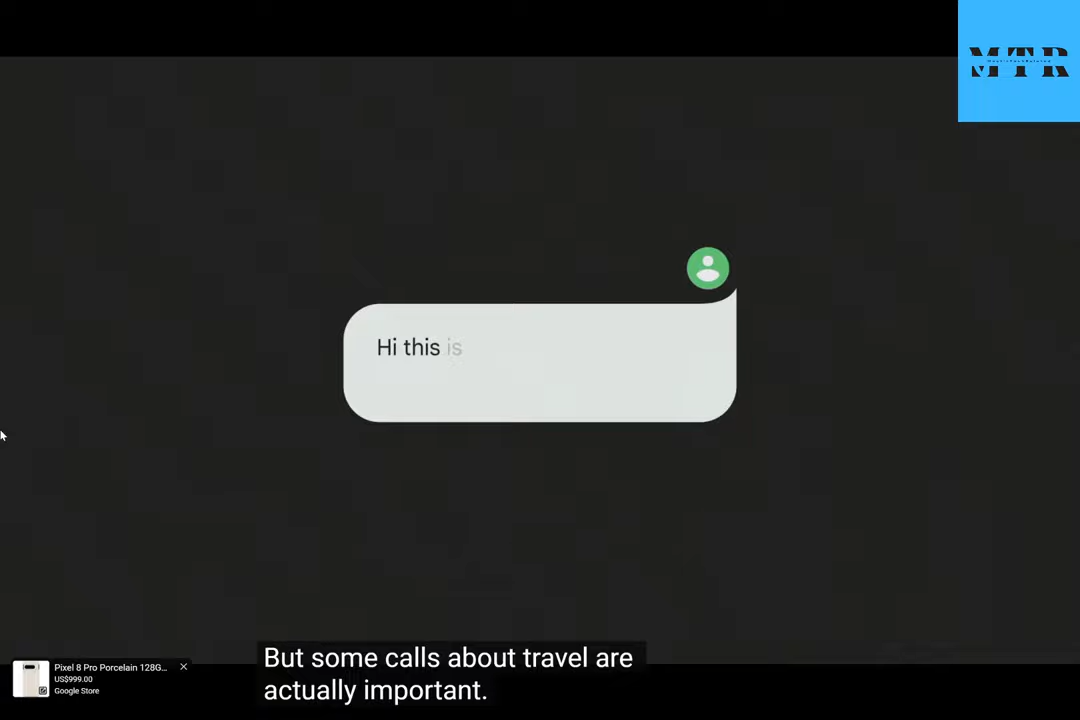 MTR
Hi this is
But some calls about travel are
actually important.
Pixel 8 Pro Porcelain 128G...
US$999.00
Google Store